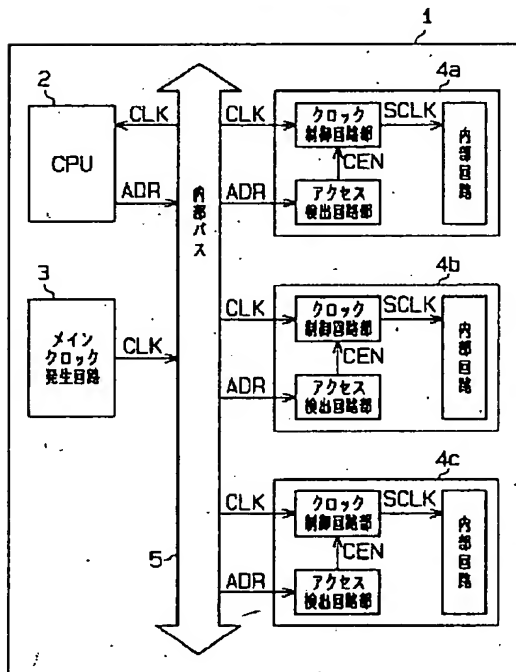 1
2
CPU
CLK
ADR
3
メイン
クロック
発生回路
CLK
内部バス
5
4a
CLK
クロック
制御回路部
SCLK
内部回路
CEN
ADR
アクセス
検出回路部
4b
CLK
クロック
制御回路部
SCLK
内部回路
CEN
ADR
アクセス
検出回路部
4c
CLK
クロック
制御回路部
SCLK
内部回路
CEN
ADR
アクセス
検出回路部